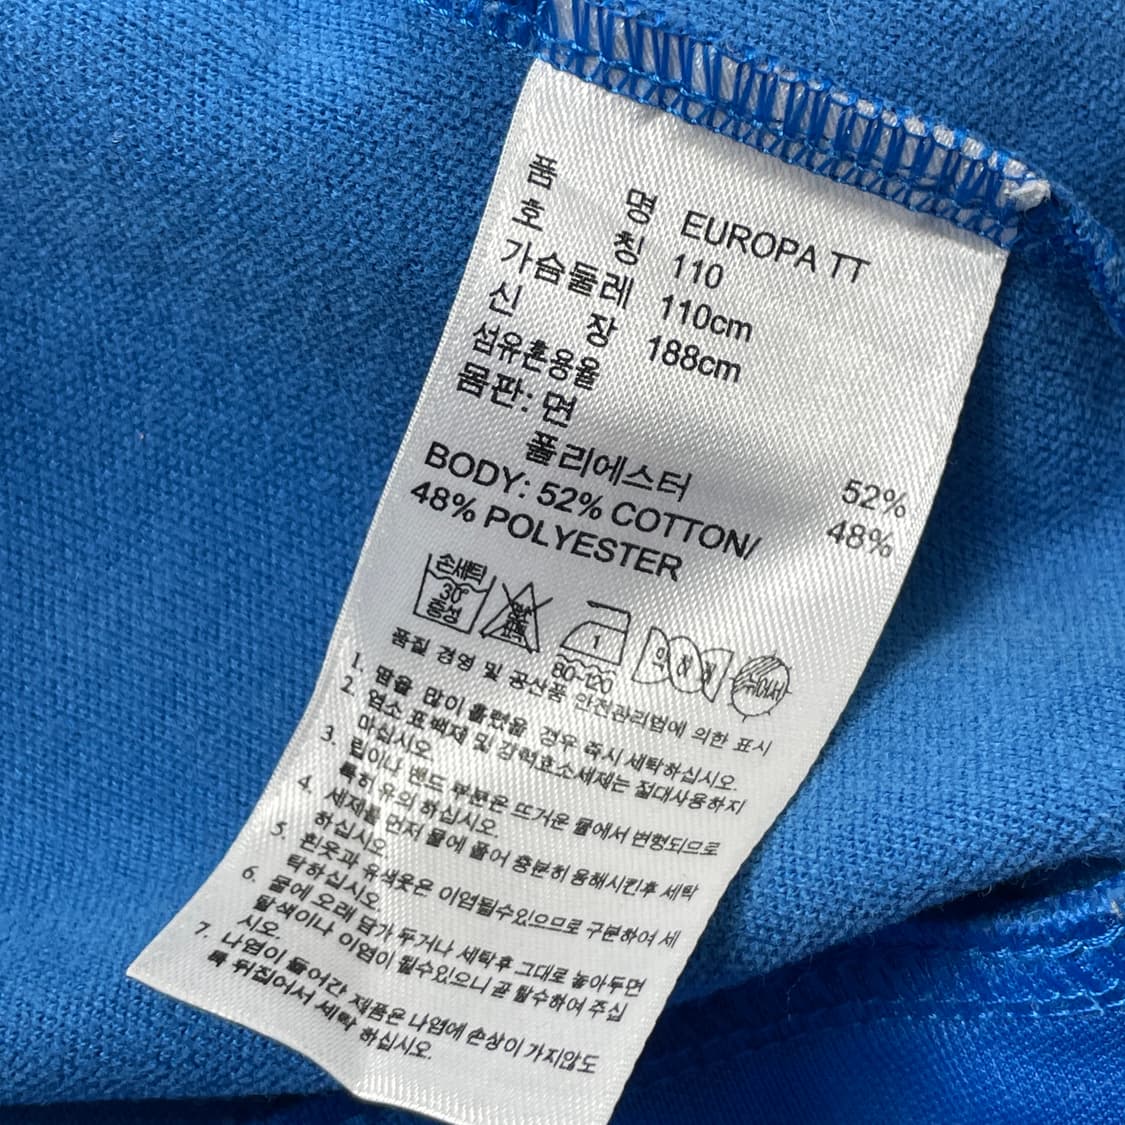 품 명 EUROPA TT
호 칭 110
가슴둘레 110cm
신 장 188cm
섬유혼용율
몸판: 면 52%
폴리에스터 48%
BODY: 52% COTTON/
48% POLYESTER
손세탁
30°
중성
1
80-120
품질 경영 및 공산품 안전관리법에 의한 표시
1. 땀을 많이 흘렸을 경우 즉시 세탁하십시오.
2. 염소 표백제 및 강력효소세제는 절대사용하지
마십시오
3. 립이나 밴드 부분은 뜨거운 물에서 변형되므로
특히 유의 하십시오.
4. 세제를 먼저 물에 풀어 충분히 용해시킨후 세탁
하십시오
5. 흰옷과 유색옷은 이염될수있으므로 구분하여 세
탁하십시오
6. 물에 오래 담가 두거나 세탁후 그대로 놓아두면
탈색이나 이염이 될수있으니 곧 탈수하여 주십
시오
7. 나염이 들어간 제품은 나염에 손상이 가지않도
록 뒤집어서 세탁 하십시오.